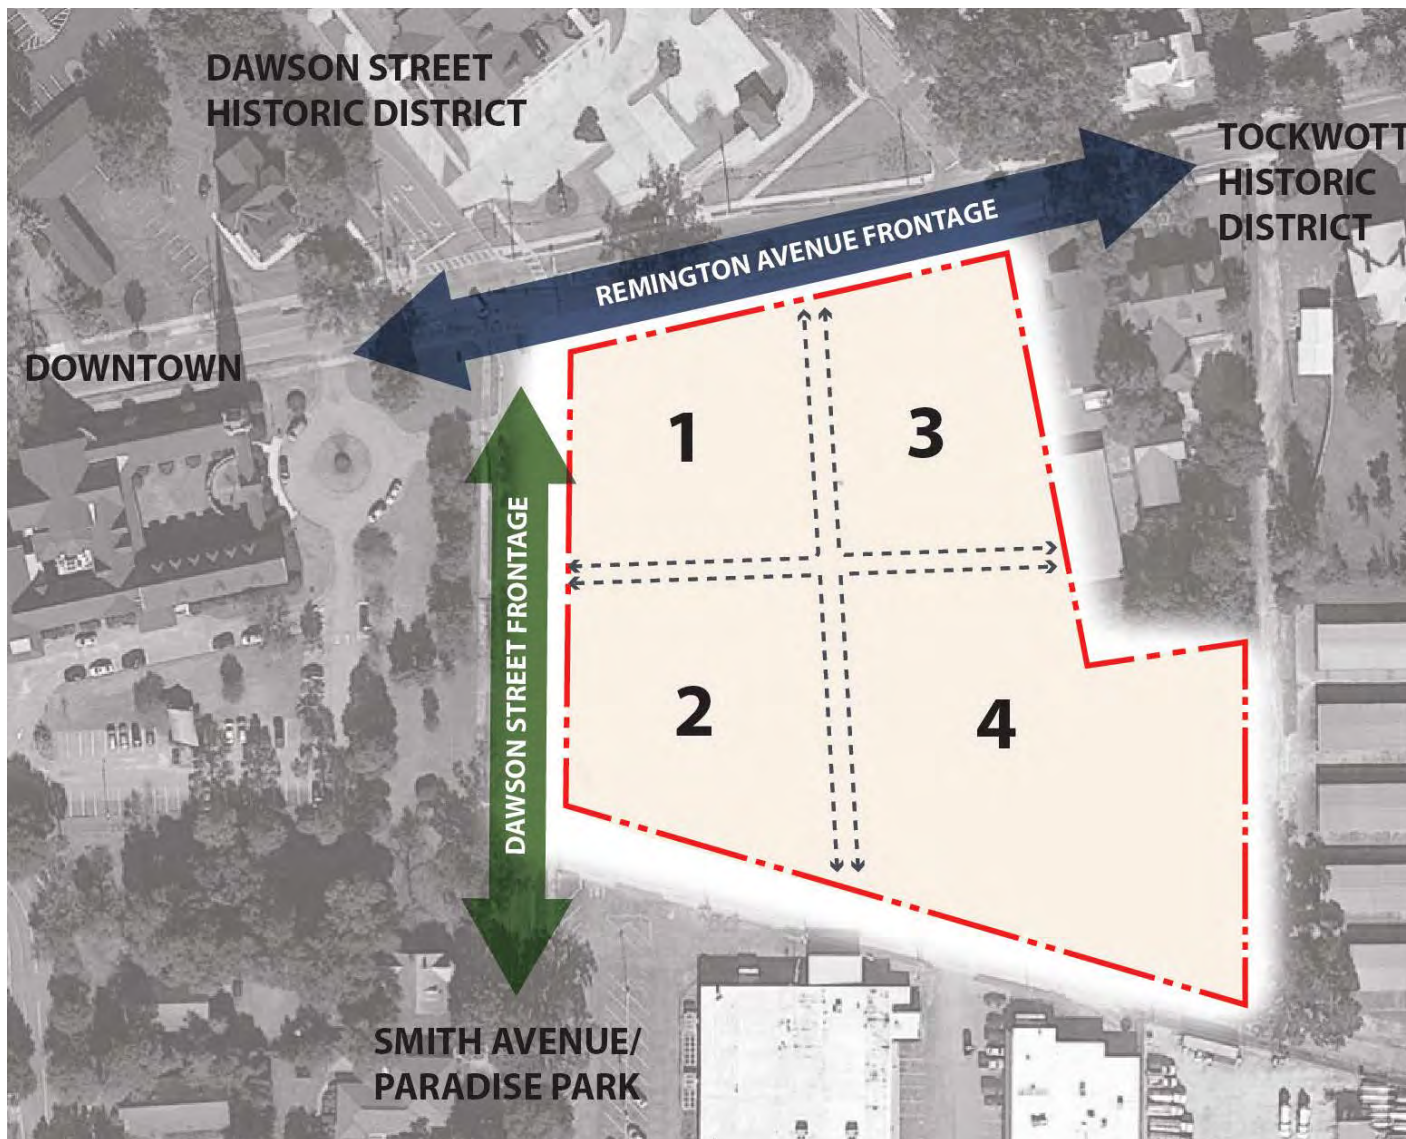 DAWSON STREET
HISTORIC DISTRICT
TOCKWOTT
HISTORIC
DISTRICT
REMINGTON AVENUE FRONTAGE
DOWNTOWN
1
3
DAWSON STREET FRONTAGE
2
4
SMITH AVENUE/
PARADISE PARK